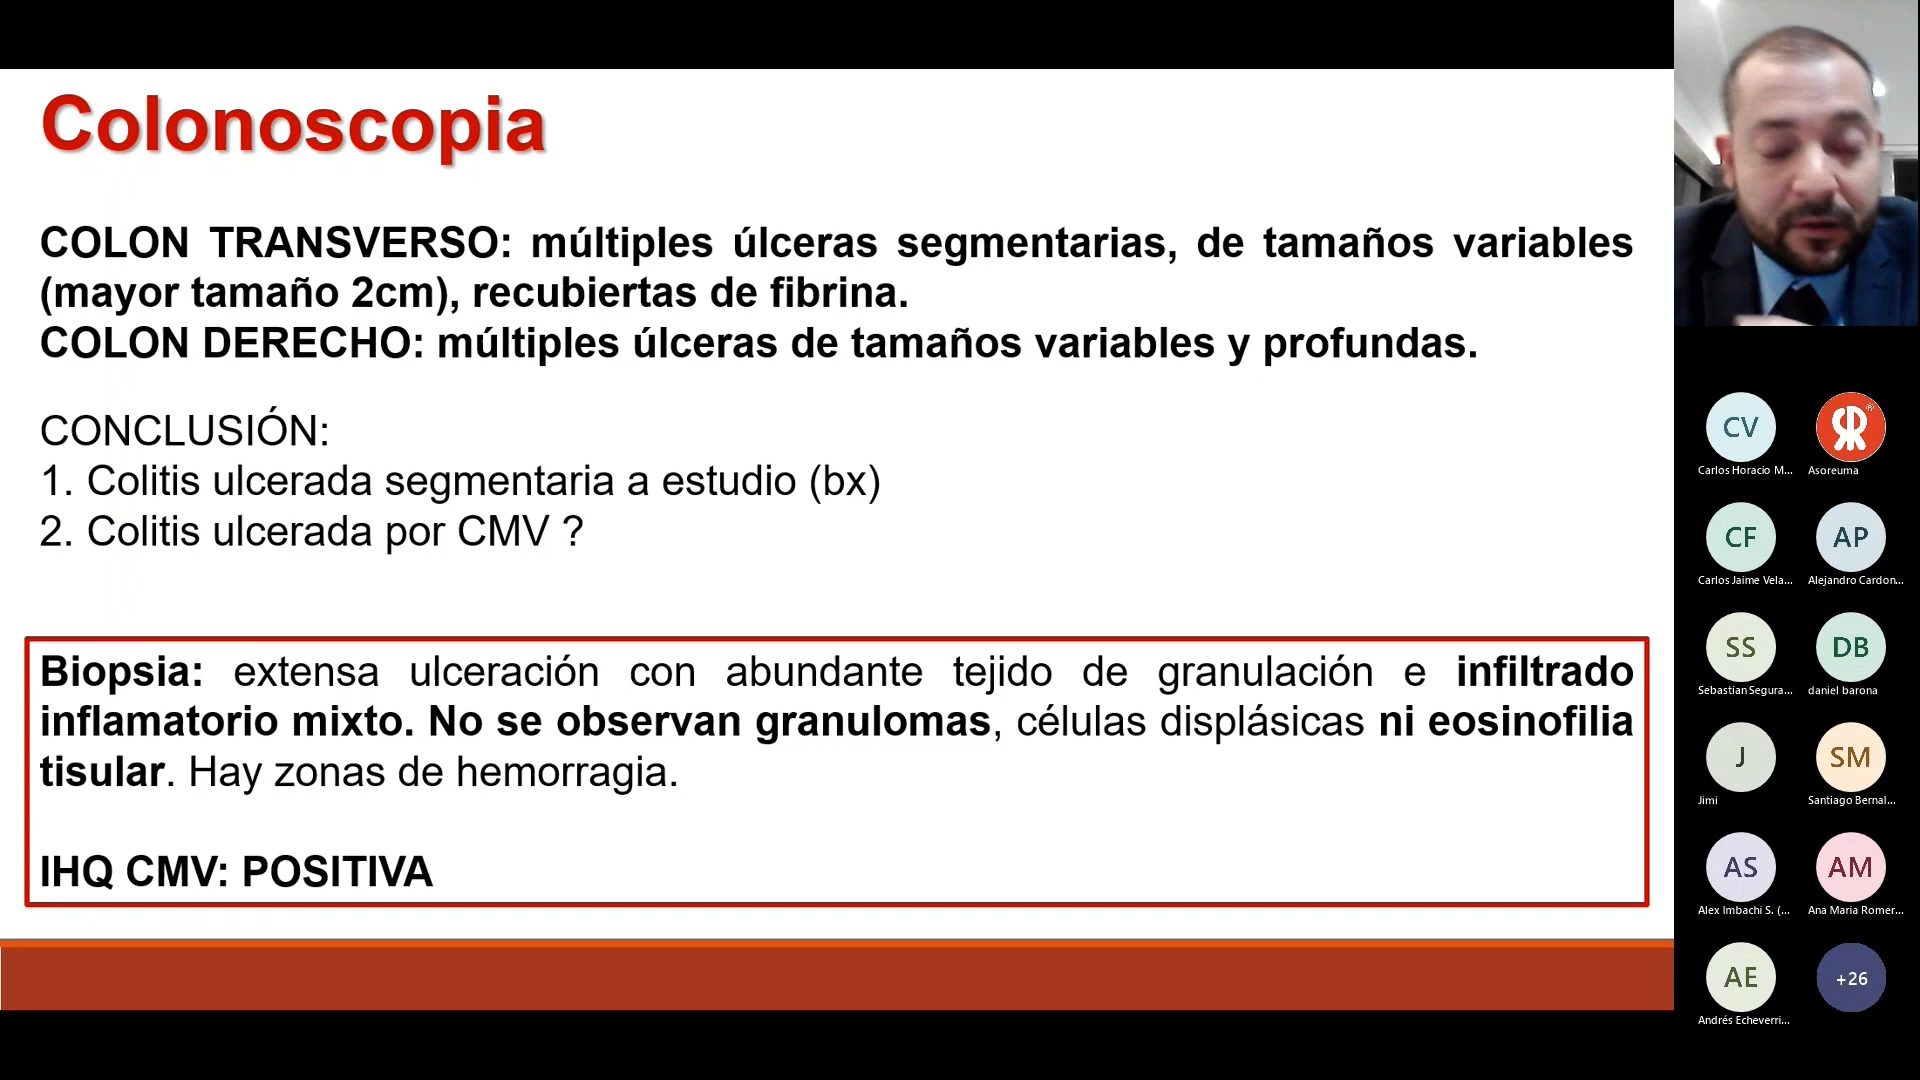 Colonoscopia
COLON TRANSVERSO: múltiples úlceras segmentarias, de tamaños variables
(mayor tamaño 2cm), recubiertas de fibrina.
COLON DERECHO: múltiples úlceras de tamaños variables y profundas.
CONCLUSIÓN:
1. Colitis ulcerada segmentaria a estudio (bx)
2. Colitis ulcerada por CMV ?
Biopsia: extensa ulceración con abundante tejido de granulación e infiltrado
inflamatorio mixto. No se observan granulomas, células displásicas ni eosinofilia
tisular. Hay zonas de hemorragia.
IHQ CMV: POSITIVA
CV
Carlos Horacio M...
Asoreuma
CF
Carlos Jaime Vela...
AP
Alejandro Cardon...
SS
Sebastian Segura...
DB
daniel barona
J
Jimi
SM
Santiago Bernal...
AS
Alex Imbachi S. (...
AM
Ana Maria Romer...
AE
Andrés Echeverri...
+26